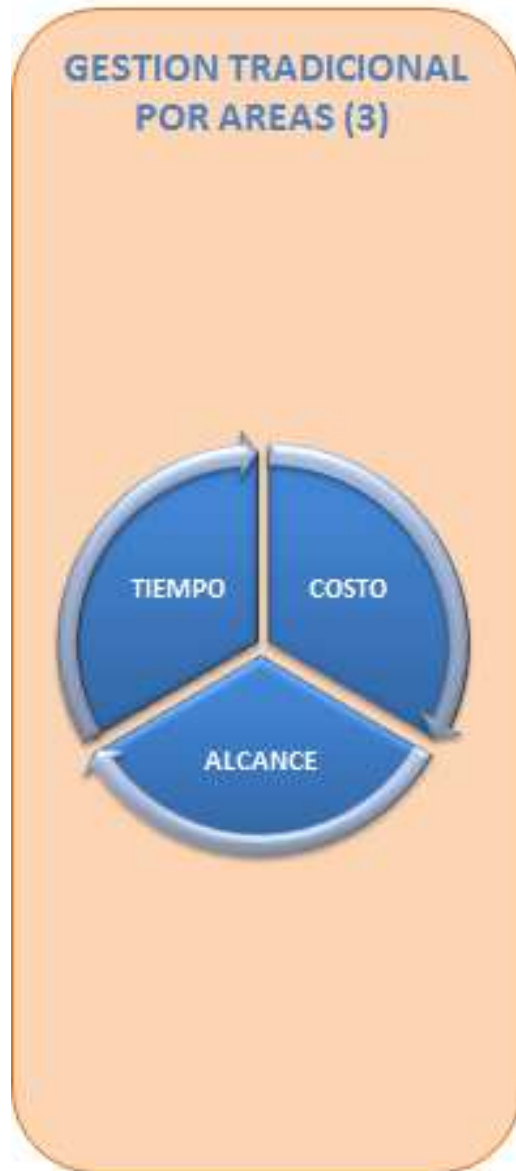 GESTION TRADICIONAL
POR AREAS (3)
TIEMPO
COSTO
ALCANCE